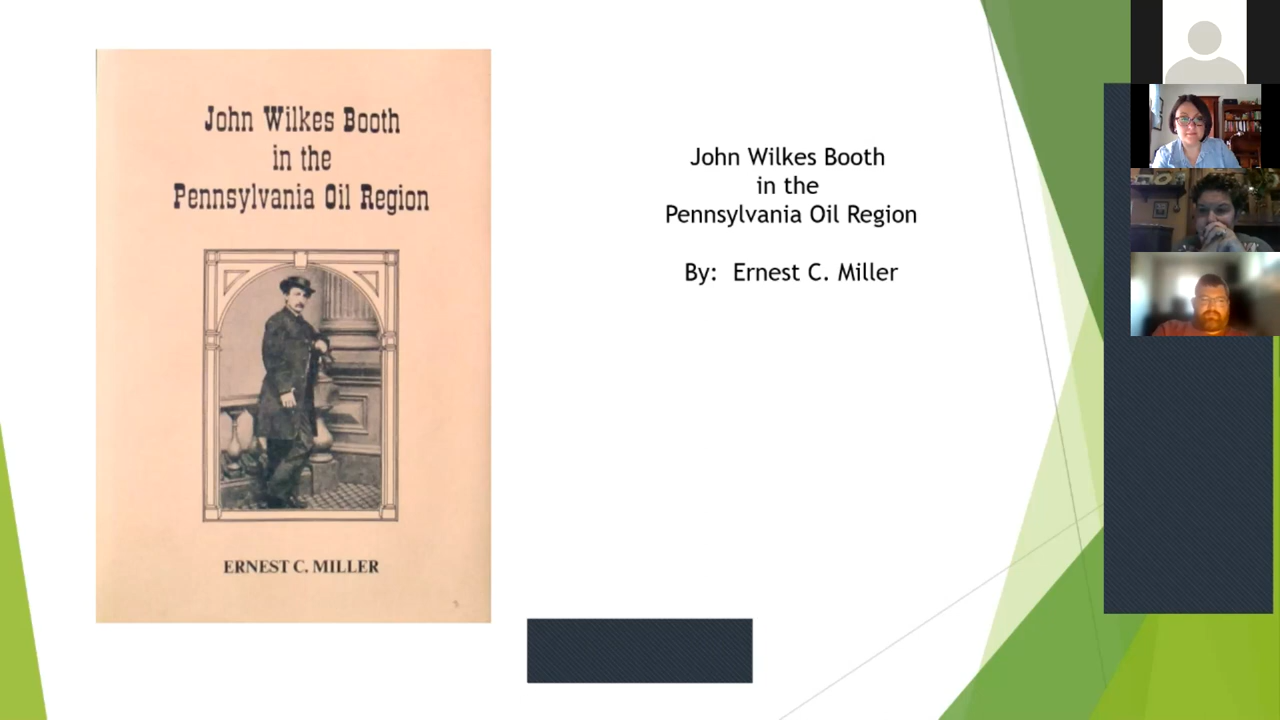 John Wilkes Booth
in the
Pennsylvania Oil Region
ERNEST C. MILLER
John Wilkes Booth
in the
Pennsylvania Oil Region
By: Ernest C. Miller